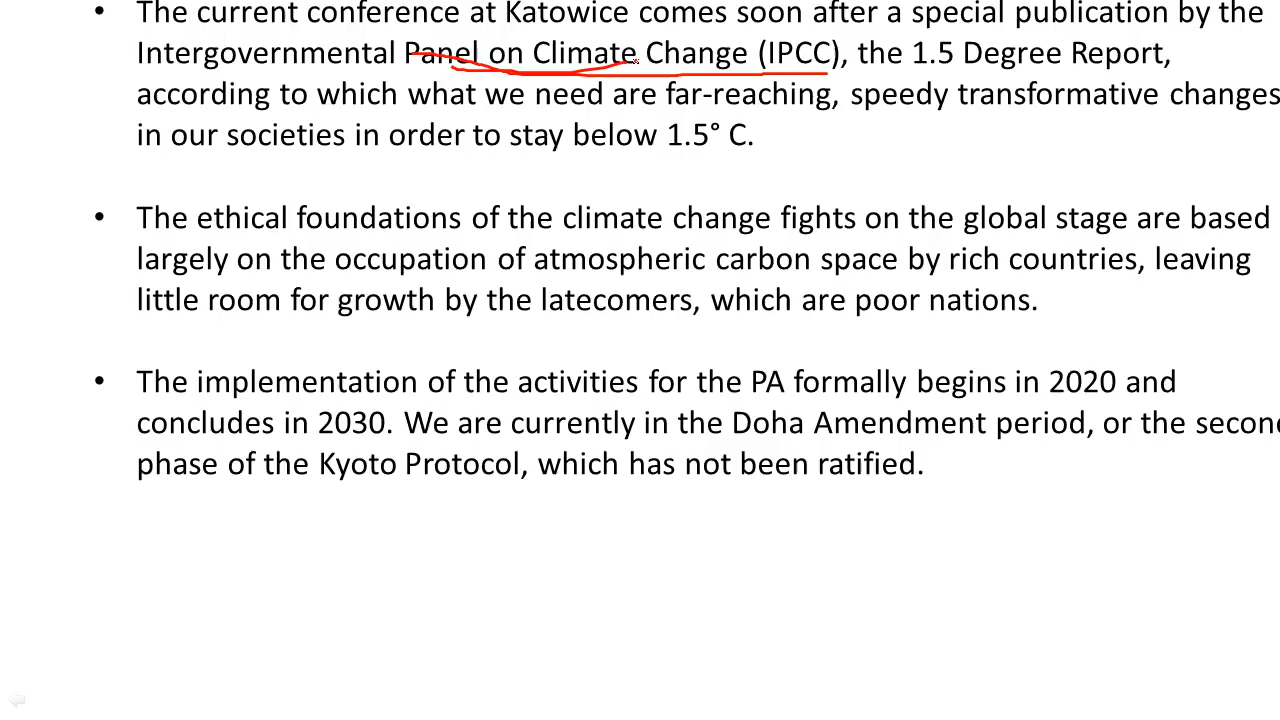 • The current conference at Katowice comes soon after a special publication by the
Intergovernmental Panel on Climate Change (IPCC), the 1.5 Degree Report,
according to which what we need are far-reaching, speedy transformative changes
in our societies in order to stay below 1.5° C.
• The ethical foundations of the climate change fights on the global stage are based
largely on the occupation of atmospheric carbon space by rich countries, leaving
little room for growth by the latecomers, which are poor nations.
• The implementation of the activities for the PA formally begins in 2020 and
concludes in 2030. We are currently in the Doha Amendment period, or the secon
phase of the Kyoto Protocol, which has not been ratified.